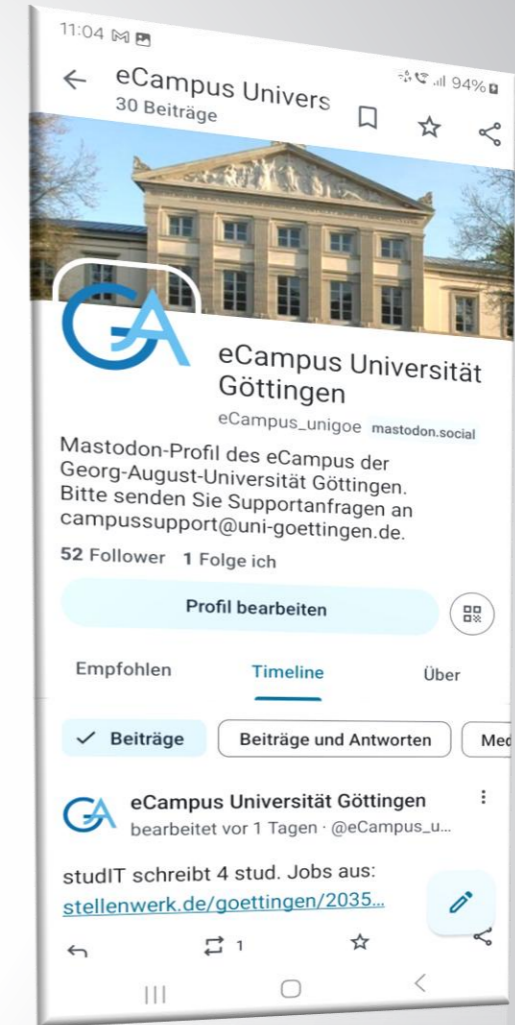 11:04 94%
eCampus Univers
30 Beiträge
GA
eCampus Universität
Göttingen
eCampus_unigoe mastodon.social
Mastodon-Profil des eCampus der
Georg-August-Universität Göttingen.
Bitte senden Sie Supportanfragen an
campussupport@uni-goettingen.de.
52 Follower 1 Folge ich
Profil bearbeiten
Empfohlen Timeline Über
Beiträge Beiträge und Antworten Med
GA eCampus Universität Göttingen
bearbeitet vor 1 Tagen · @eCampus_u...
studIT schreibt 4 stud. Jobs aus:
stellenwerk.de/goettingen/2035...
1